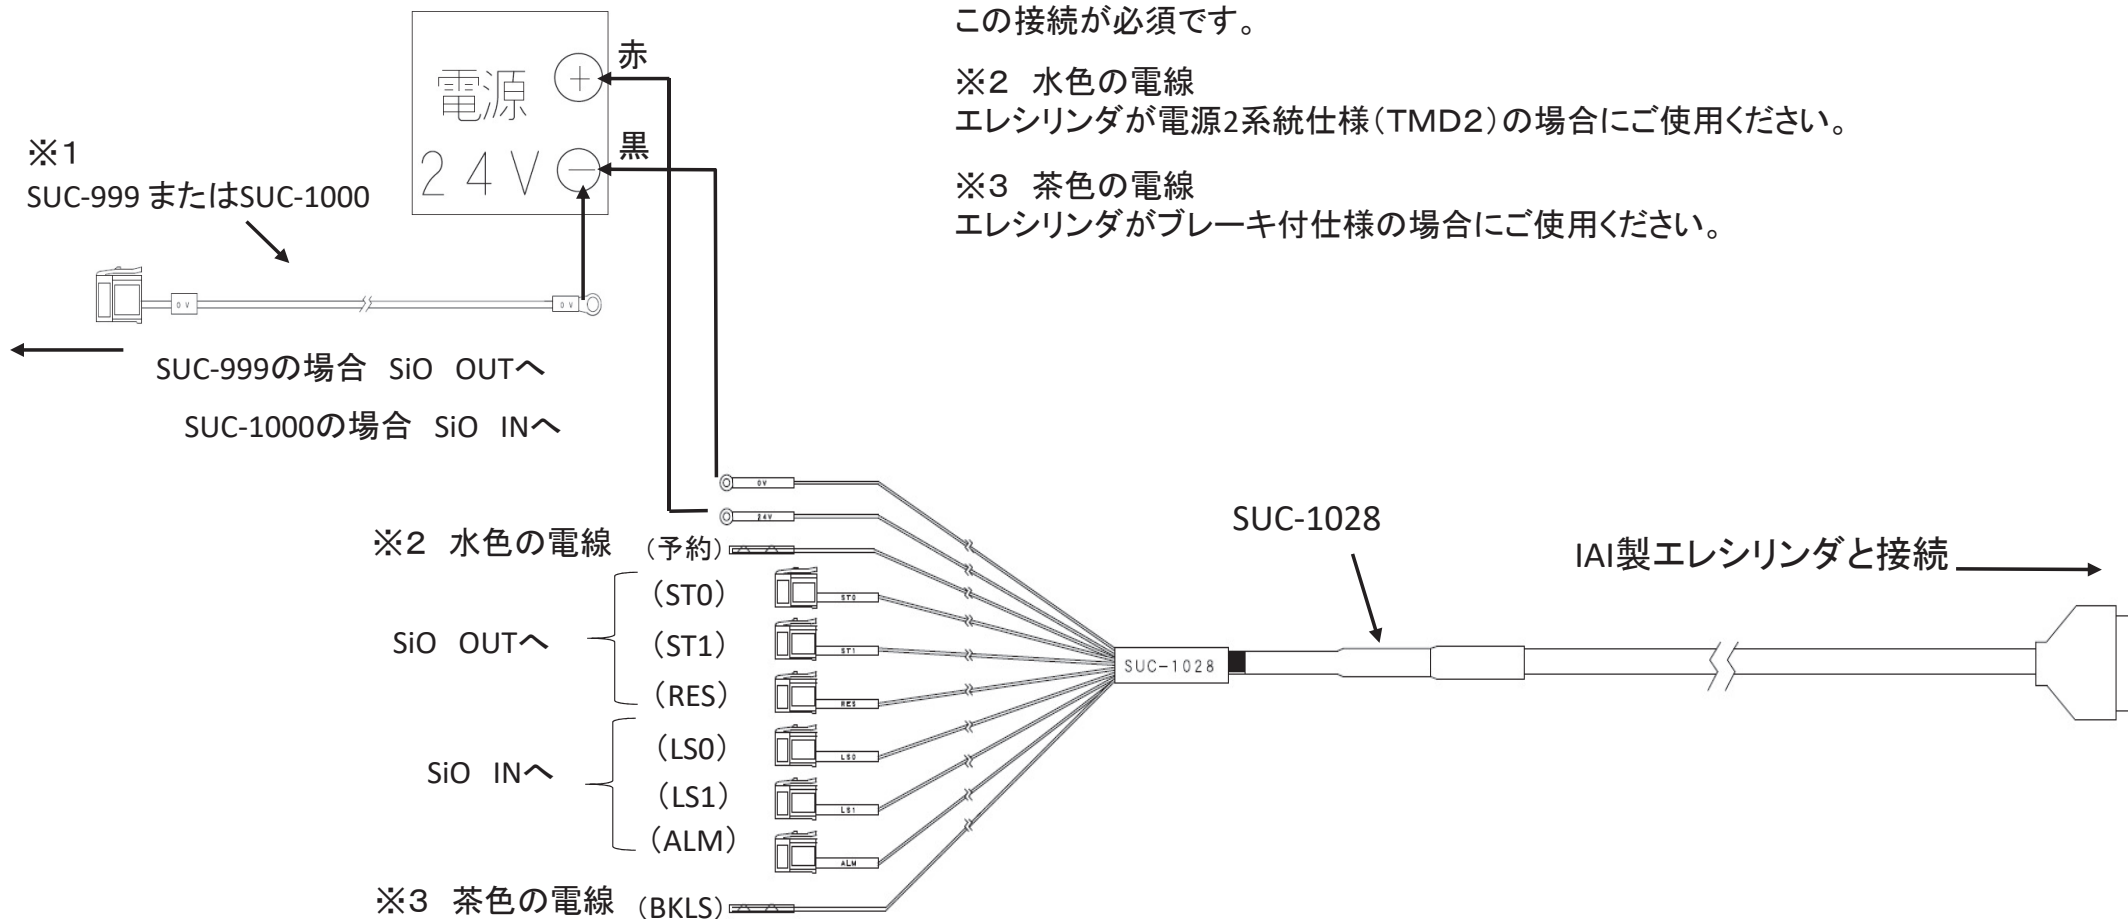 この接続が必須です。
※2　水色の電線
エレシリンダが電源2系統仕様（TMD2）の場合にご使用ください。
※3　茶色の電線
エレシリンダがブレーキ付仕様の場合にご使用ください。
電源
24V
＋
－
赤
黒
※1
SUC-999 またはSUC-1000
0V
0V
SUC-999の場合　SiO　OUTへ
SUC-1000の場合　SiO　INへ
0V
24V
※2　水色の電線　（予約）
SiO　OUTへ
（ST0）
ST0
（ST1）
ST1
（RES）
RES
SiO　INへ
（LS0）
LS0
（LS1）
LS1
（ALM）
ALM
※3　茶色の電線　（BKLS）
SUC-1028
SUC-1028
IAI製エレシリンダと接続